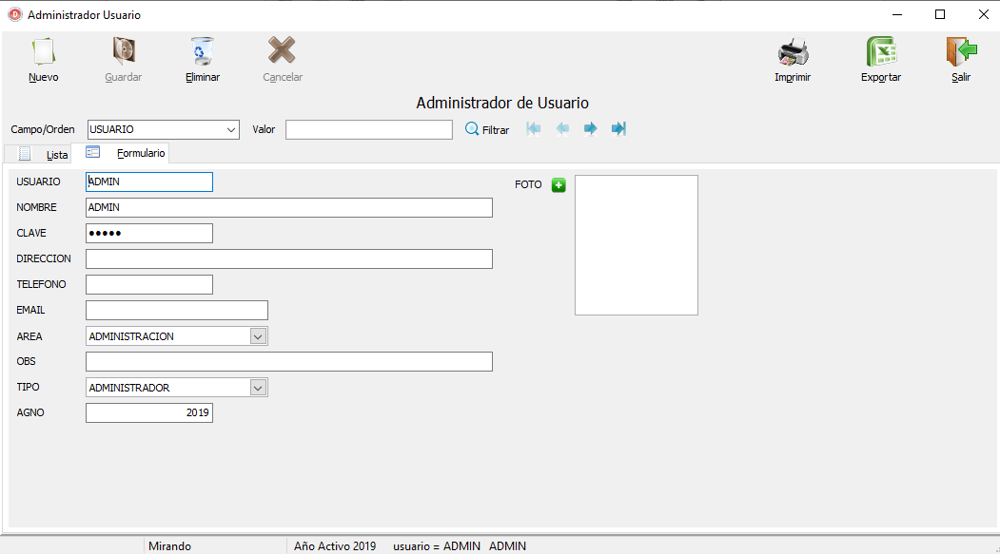 Administrador Usuario
Nuevo Guardar Eliminar Cancelar Imprimir Exportar Salir
Administrador de Usuario
Campo/Orden USUARIO Valor Filtrar
Lista Formulario
USUARIO ADMIN FOTO
NOMBRE ADMIN
CLAVE •••••
DIRECCION
TELEFONO
EMAIL
AREA ADMINISTRACION
OBS
TIPO ADMINISTRADOR
AGNO 2019
Mirando Año Activo 2019 usuario = ADMIN ADMIN